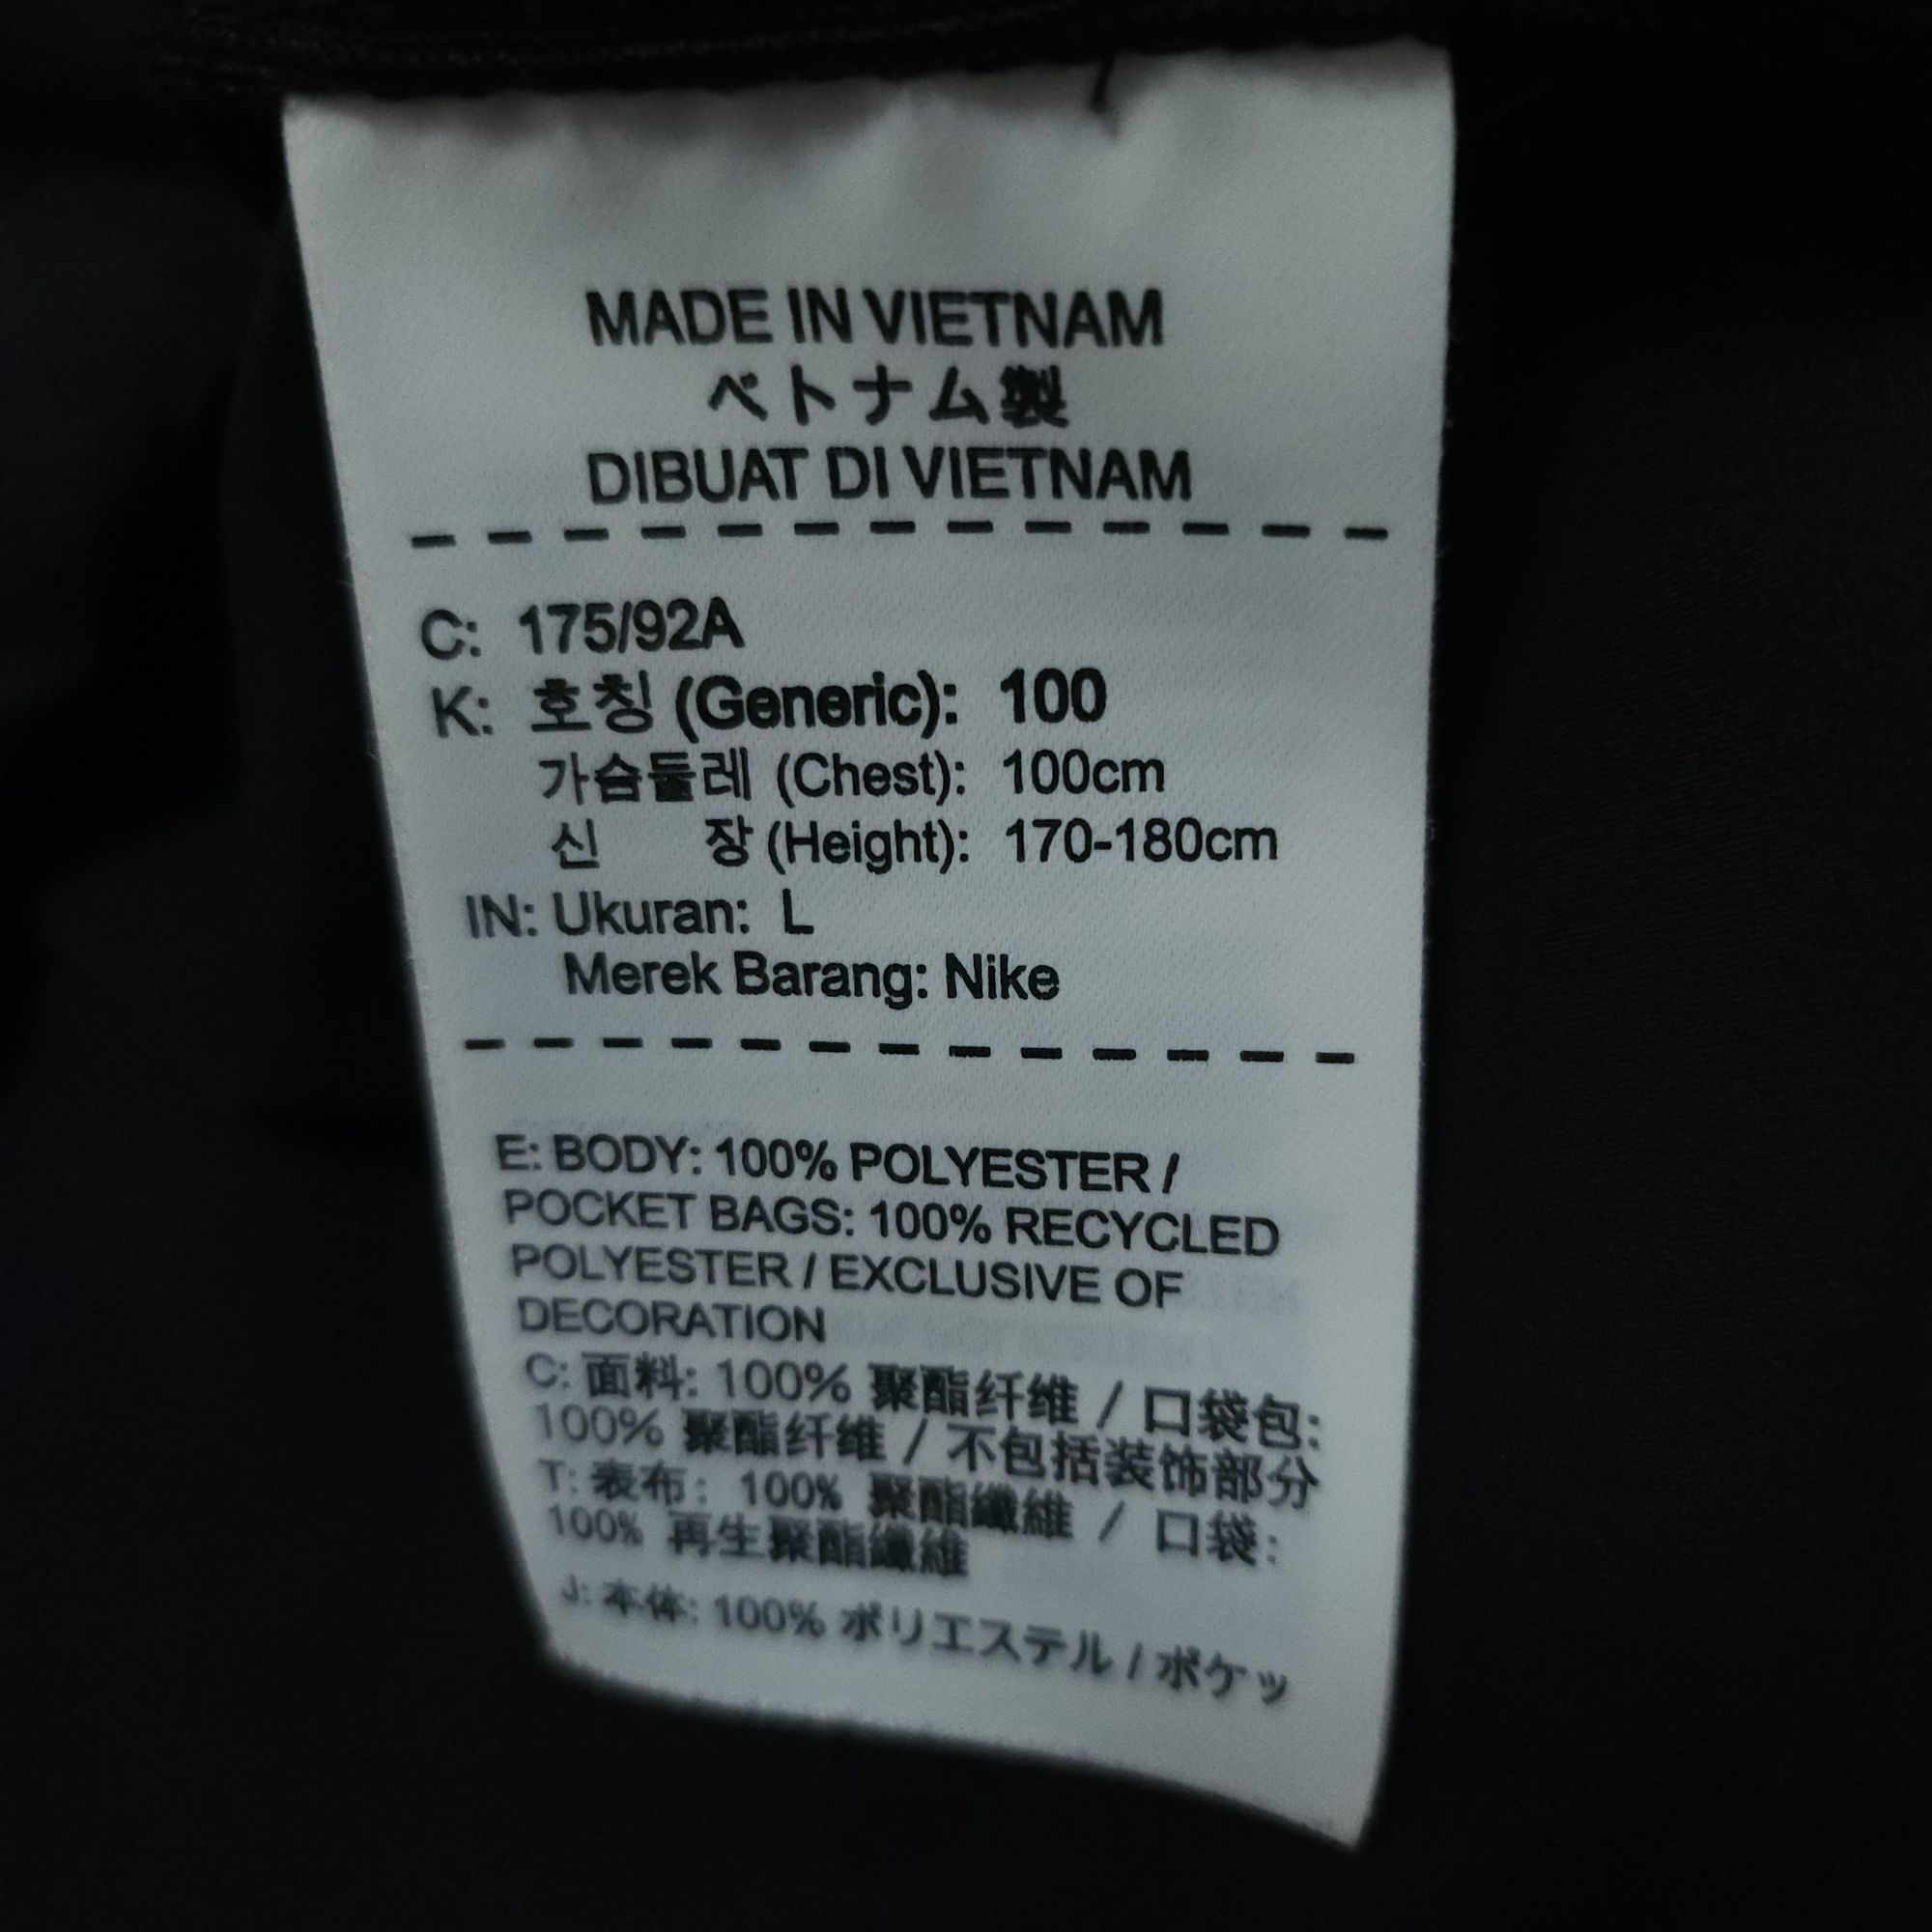 MADE IN VIETNAM
ベトナム製
DIBUAT DI VIETNAM
C: 175/92A
K: 호칭 (Generic): 100
가슴둘레 (Chest): 100cm
신 장 (Height): 170-180cm
IN: Ukuran: L
Merek Barang: Nike
E: BODY: 100% POLYESTER /
POCKET BAGS: 100% RECYCLED
POLYESTER / EXCLUSIVE OF
DECORATION
C: 面料: 100% 聚酯纤维 / 口袋包:
100% 聚酯纤维 / 不包括装饰部分
T: 表布: 100% 聚酯纖維 / 口袋:
100% 再生聚酯纖維
J: 本体: 100% ポリエステル / ポケッ